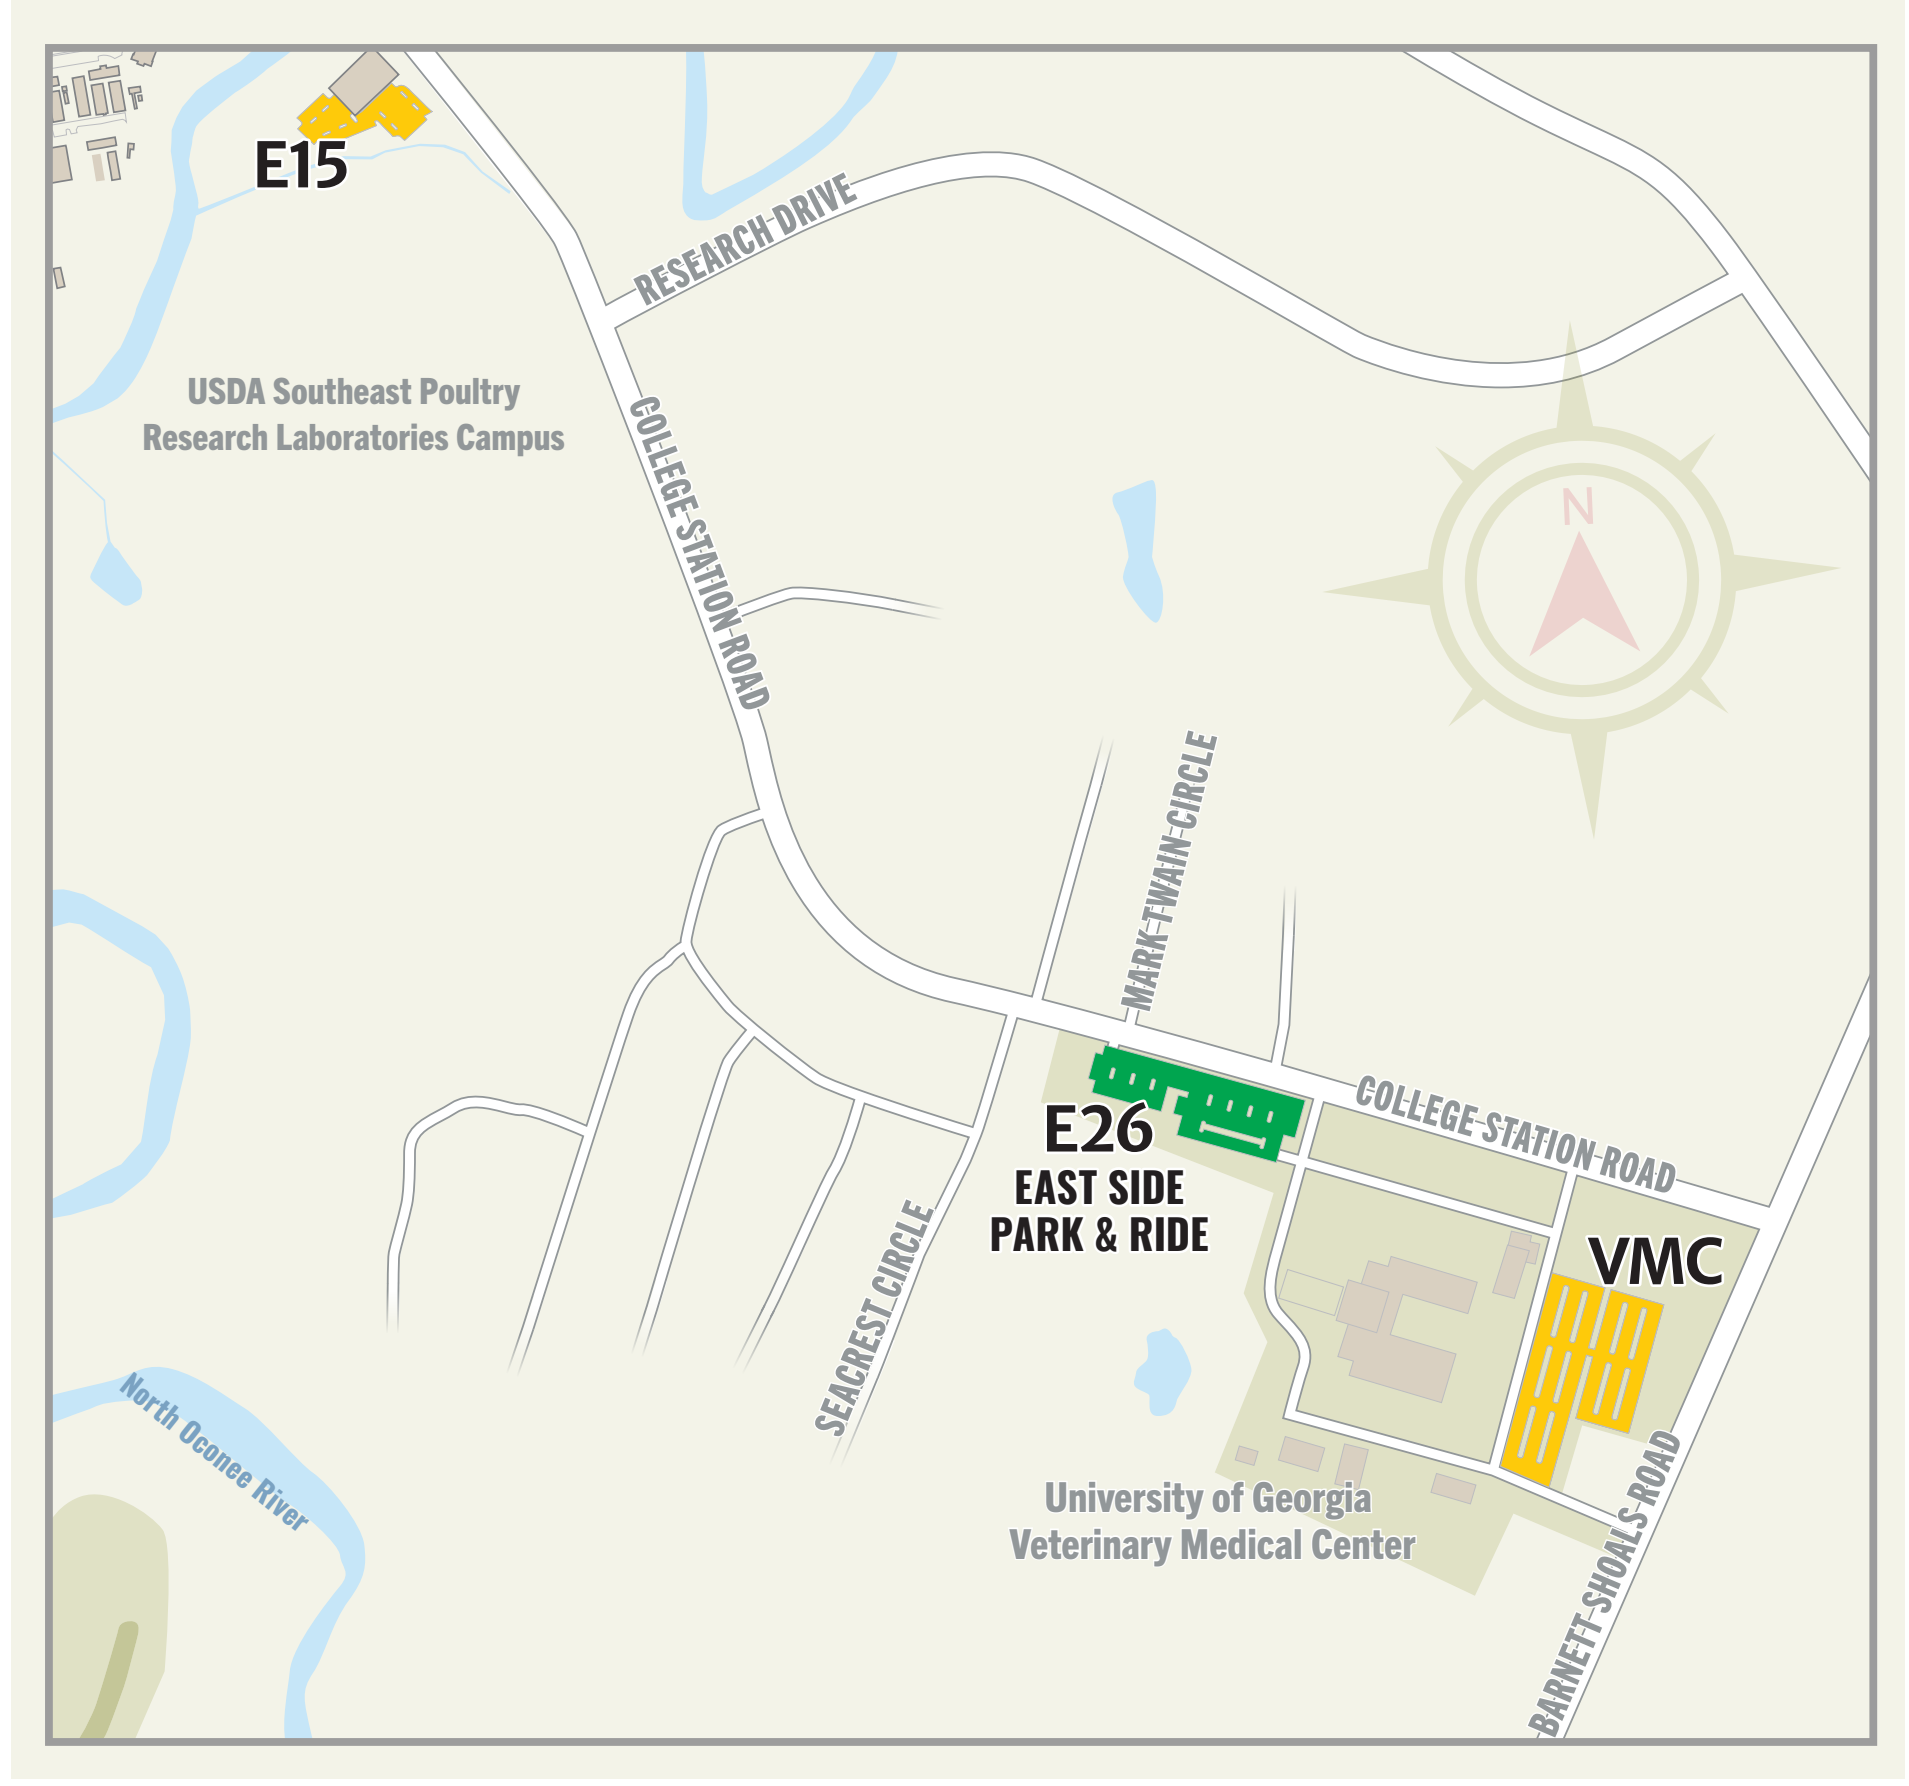 E15
RESEARCH DRIVE
USDA Southeast Poultry
Research Laboratories Campus
COLLEGE STATION ROAD
N
MARK TWAIN CIRCLE
COLLEGE STATION ROAD
E26
EAST SIDE
PARK & RIDE
VMC
SEACREST CIRCLE
North Oconee River
University of Georgia
Veterinary Medical Center
BARNETT SHOALS ROAD